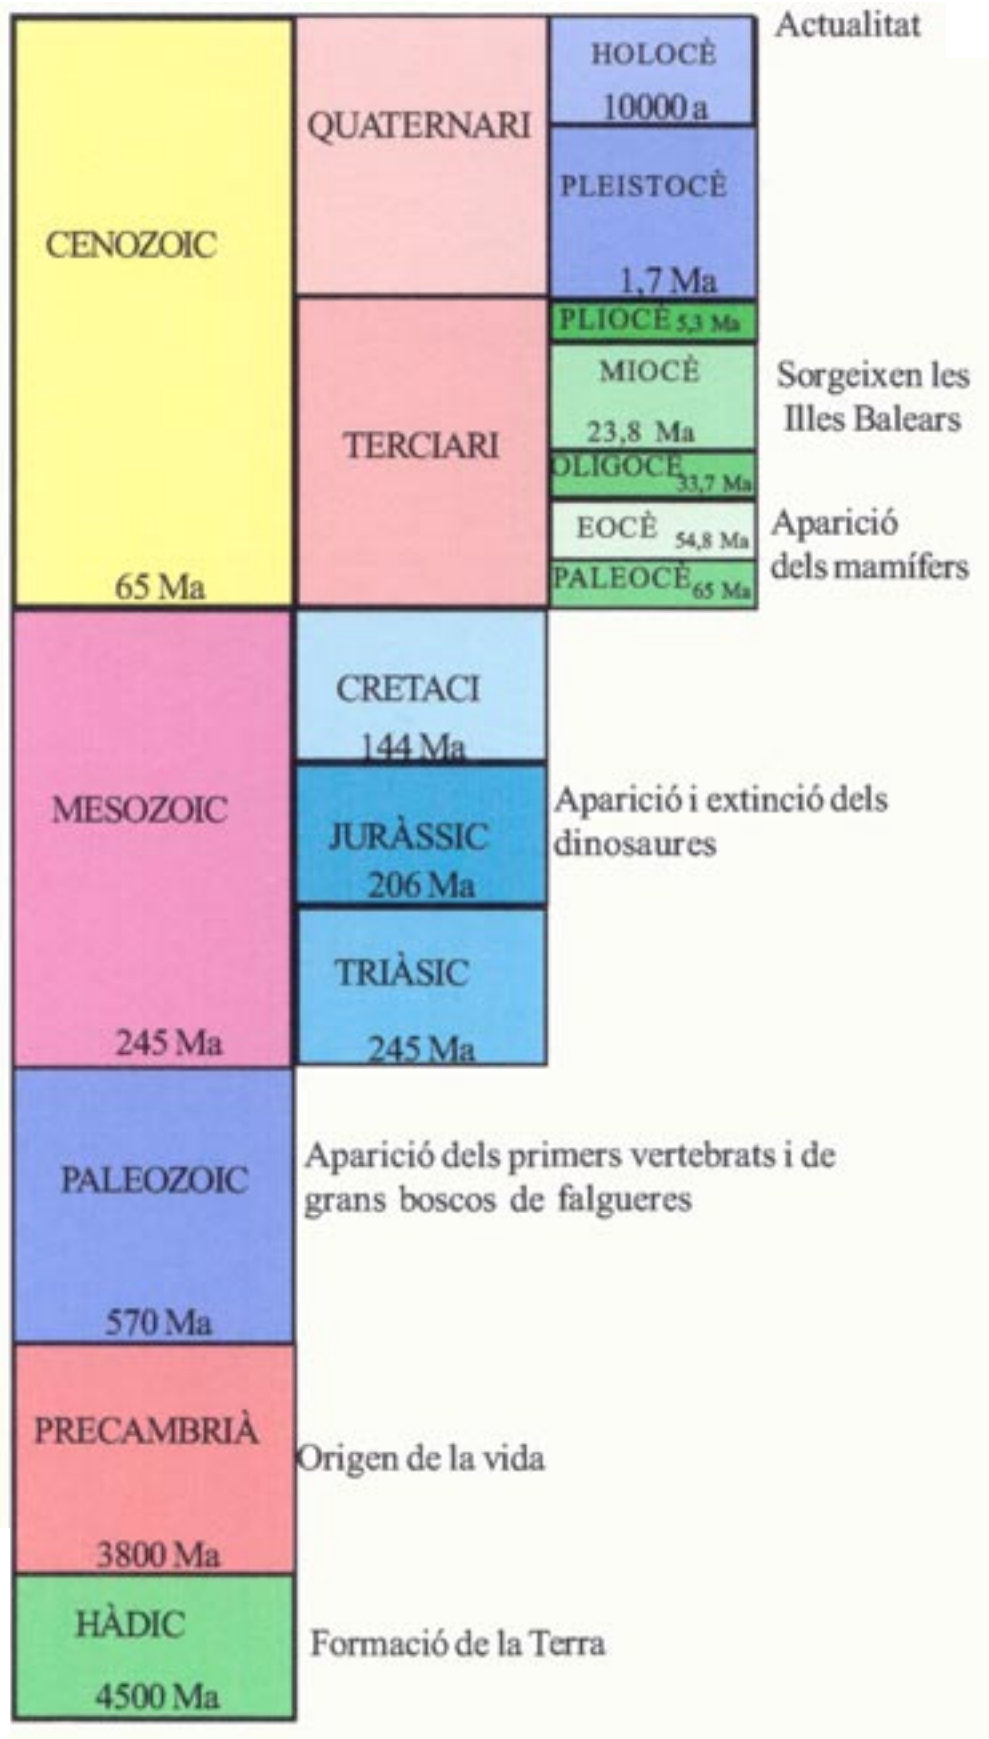 Actualitat
HOLOCÈ
10000 a
QUATERNARI
PLEISTOCÈ
CENOZOIC
1,7 Ma
PLIOCÈ 5,3 Ma
MIOCÈ
Sorgeixen les
Illes Balears
23,8 Ma
TERCIARI
OLIGOCÈ 33,7 Ma
EOCÈ 54,8 Ma
Aparició
dels mamífers
PALEOCÈ 65 Ma
65 Ma
CRETACI
144 Ma
MESOZOIC
JURÀSSIC
206 Ma
Aparició i extinció dels
dinosaures
TRIÀSIC
245 Ma
245 Ma
PALEOZOIC
Aparició dels primers vertebrats i de
grans boscos de falgueres
570 Ma
PRECAMBRIÀ
Origen de la vida
3800 Ma
HÀDIC
Formació de la Terra
4500 Ma